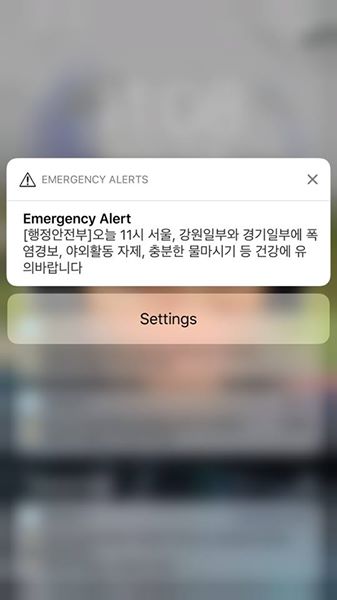 EMERGENCY ALERTS
Emergency Alert
[행정안전부]오늘 11시 서울, 강원일부와 경기일부에 폭
염경보, 야외활동 자제, 충분한 물마시기 등 건강에 유
의바랍니다
Settings